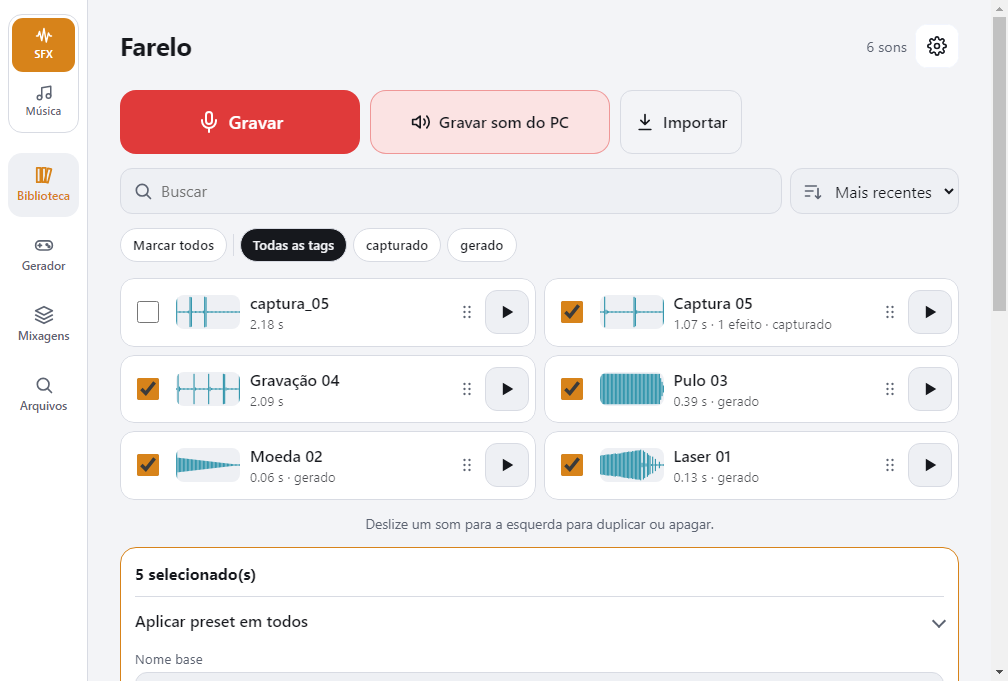 SFX
Música
Biblioteca
Gerador
Mixagens
Arquivos
Farelo
6 sons
Gravar
Gravar som do PC
Importar
Buscar
Mais recentes
Marcar todos
Todas as tags
capturado
gerado
captura_05
2.18 s
Captura 05
1.07 s · 1 efeito · capturado
Gravação 04
2.09 s
Pulo 03
0.39 s · gerado
Moeda 02
0.06 s · gerado
Laser 01
0.13 s · gerado
Deslize um som para a esquerda para duplicar ou apagar.
5 selecionado(s)
Aplicar preset em todos
Nome base